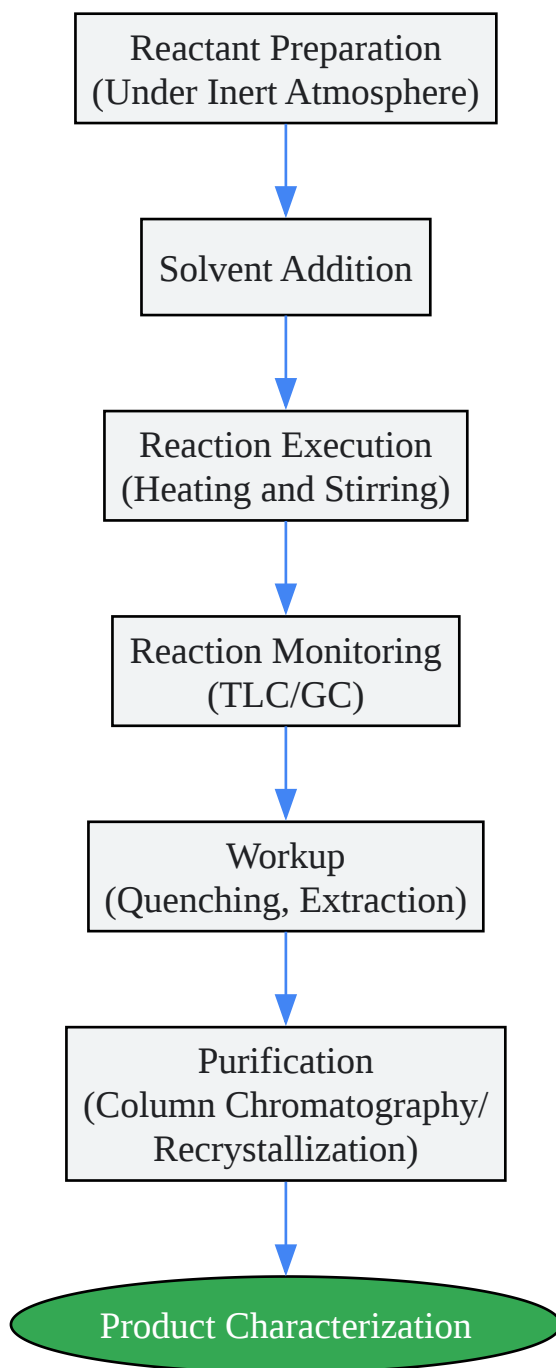 Reactant Preparation
(Under Inert Atmosphere)
Solvent Addition
Reaction Execution
(Heating and Stirring)
Reaction Monitoring
(TLC/GC)
Workup
(Quenching, Extraction)
Purification
(Column Chromatography/
Recrystallization)
Product Characterization